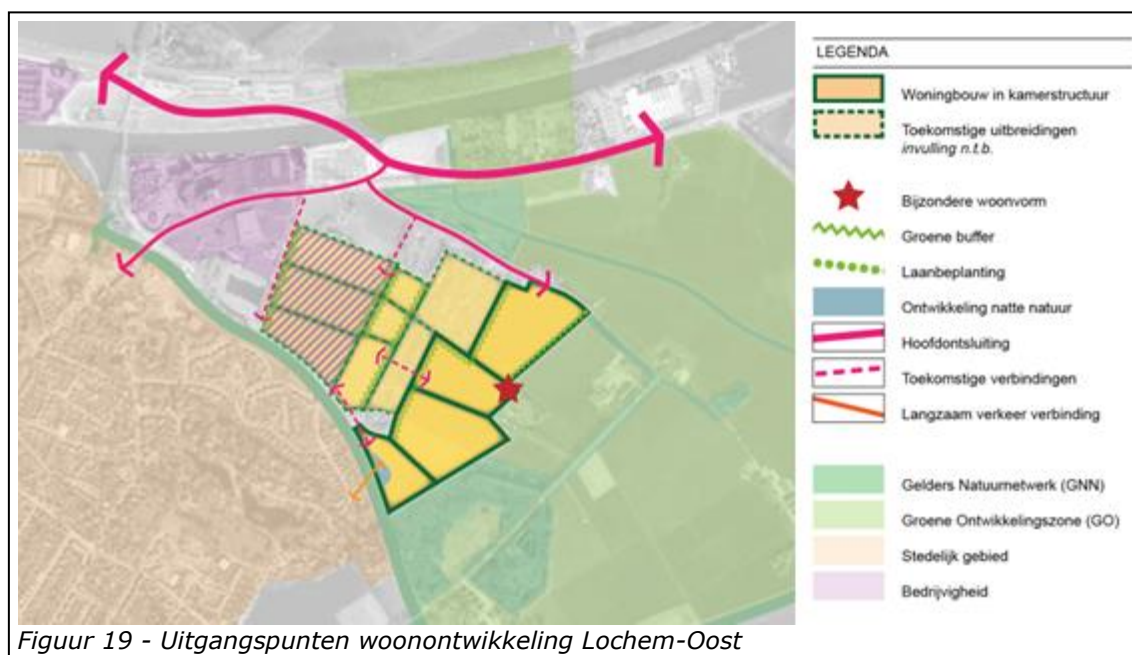 LEGENDA
Woningbouw in kamerstructuur
Toekomstige uitbreidingen
invulling n.t.b.
Bijzondere woonvorm
Groene buffer
Laanbeplanting
Ontwikkeling natte natuur
Hoofdontsluiting
Toekomstige verbindingen
Langzaam verkeer verbinding
Gelders Natuurnetwerk (GNN)
Groene Ontwikkelingszone (GO)
Stedelijk gebied
Bedrijvigheid
Figuur 19 - Uitgangspunten woonontwikkeling Lochem-Oost